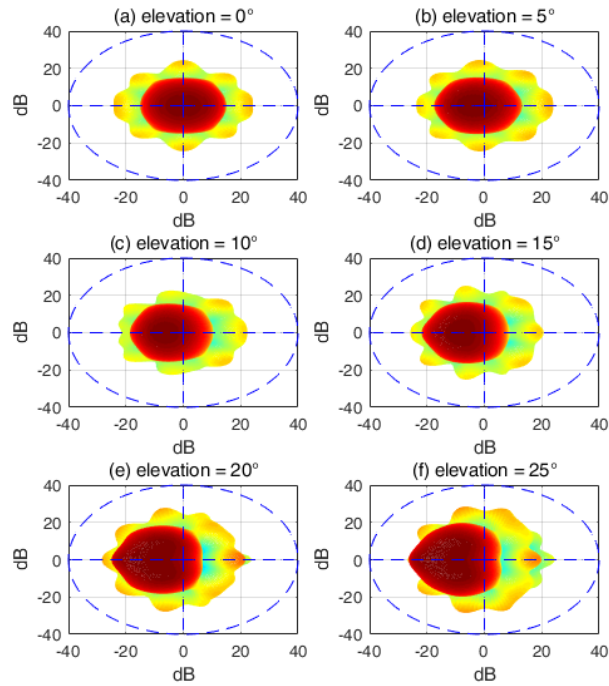 (a) elevation = 0°
40
20
0
-20
-40
dB
-40 -20 0 20 40
dB
(b) elevation = 5°
40
20
0
-20
-40
dB
-40 -20 0 20 40
dB
(c) elevation = 10°
40
20
0
-20
-40
dB
-40 -20 0 20 40
dB
(d) elevation = 15°
40
20
0
-20
-40
dB
-40 -20 0 20 40
dB
(e) elevation = 20°
40
20
0
-20
-40
dB
-40 -20 0 20 40
dB
(f) elevation = 25°
40
20
0
-20
-40
dB
-40 -20 0 20 40
dB